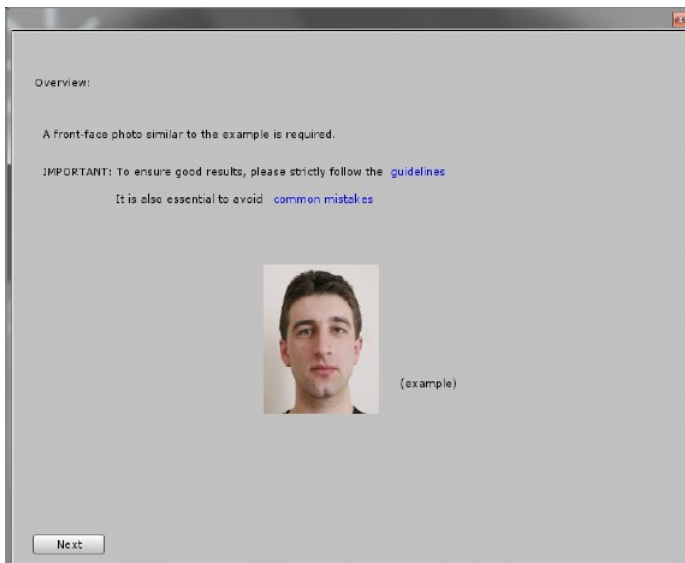 Overview:
A front-face photo similar to the example is required.
IMPORTANT: To ensure good results, please strictly follow the guidelines
It is also essential to avoid common mistakes
(example)
Next